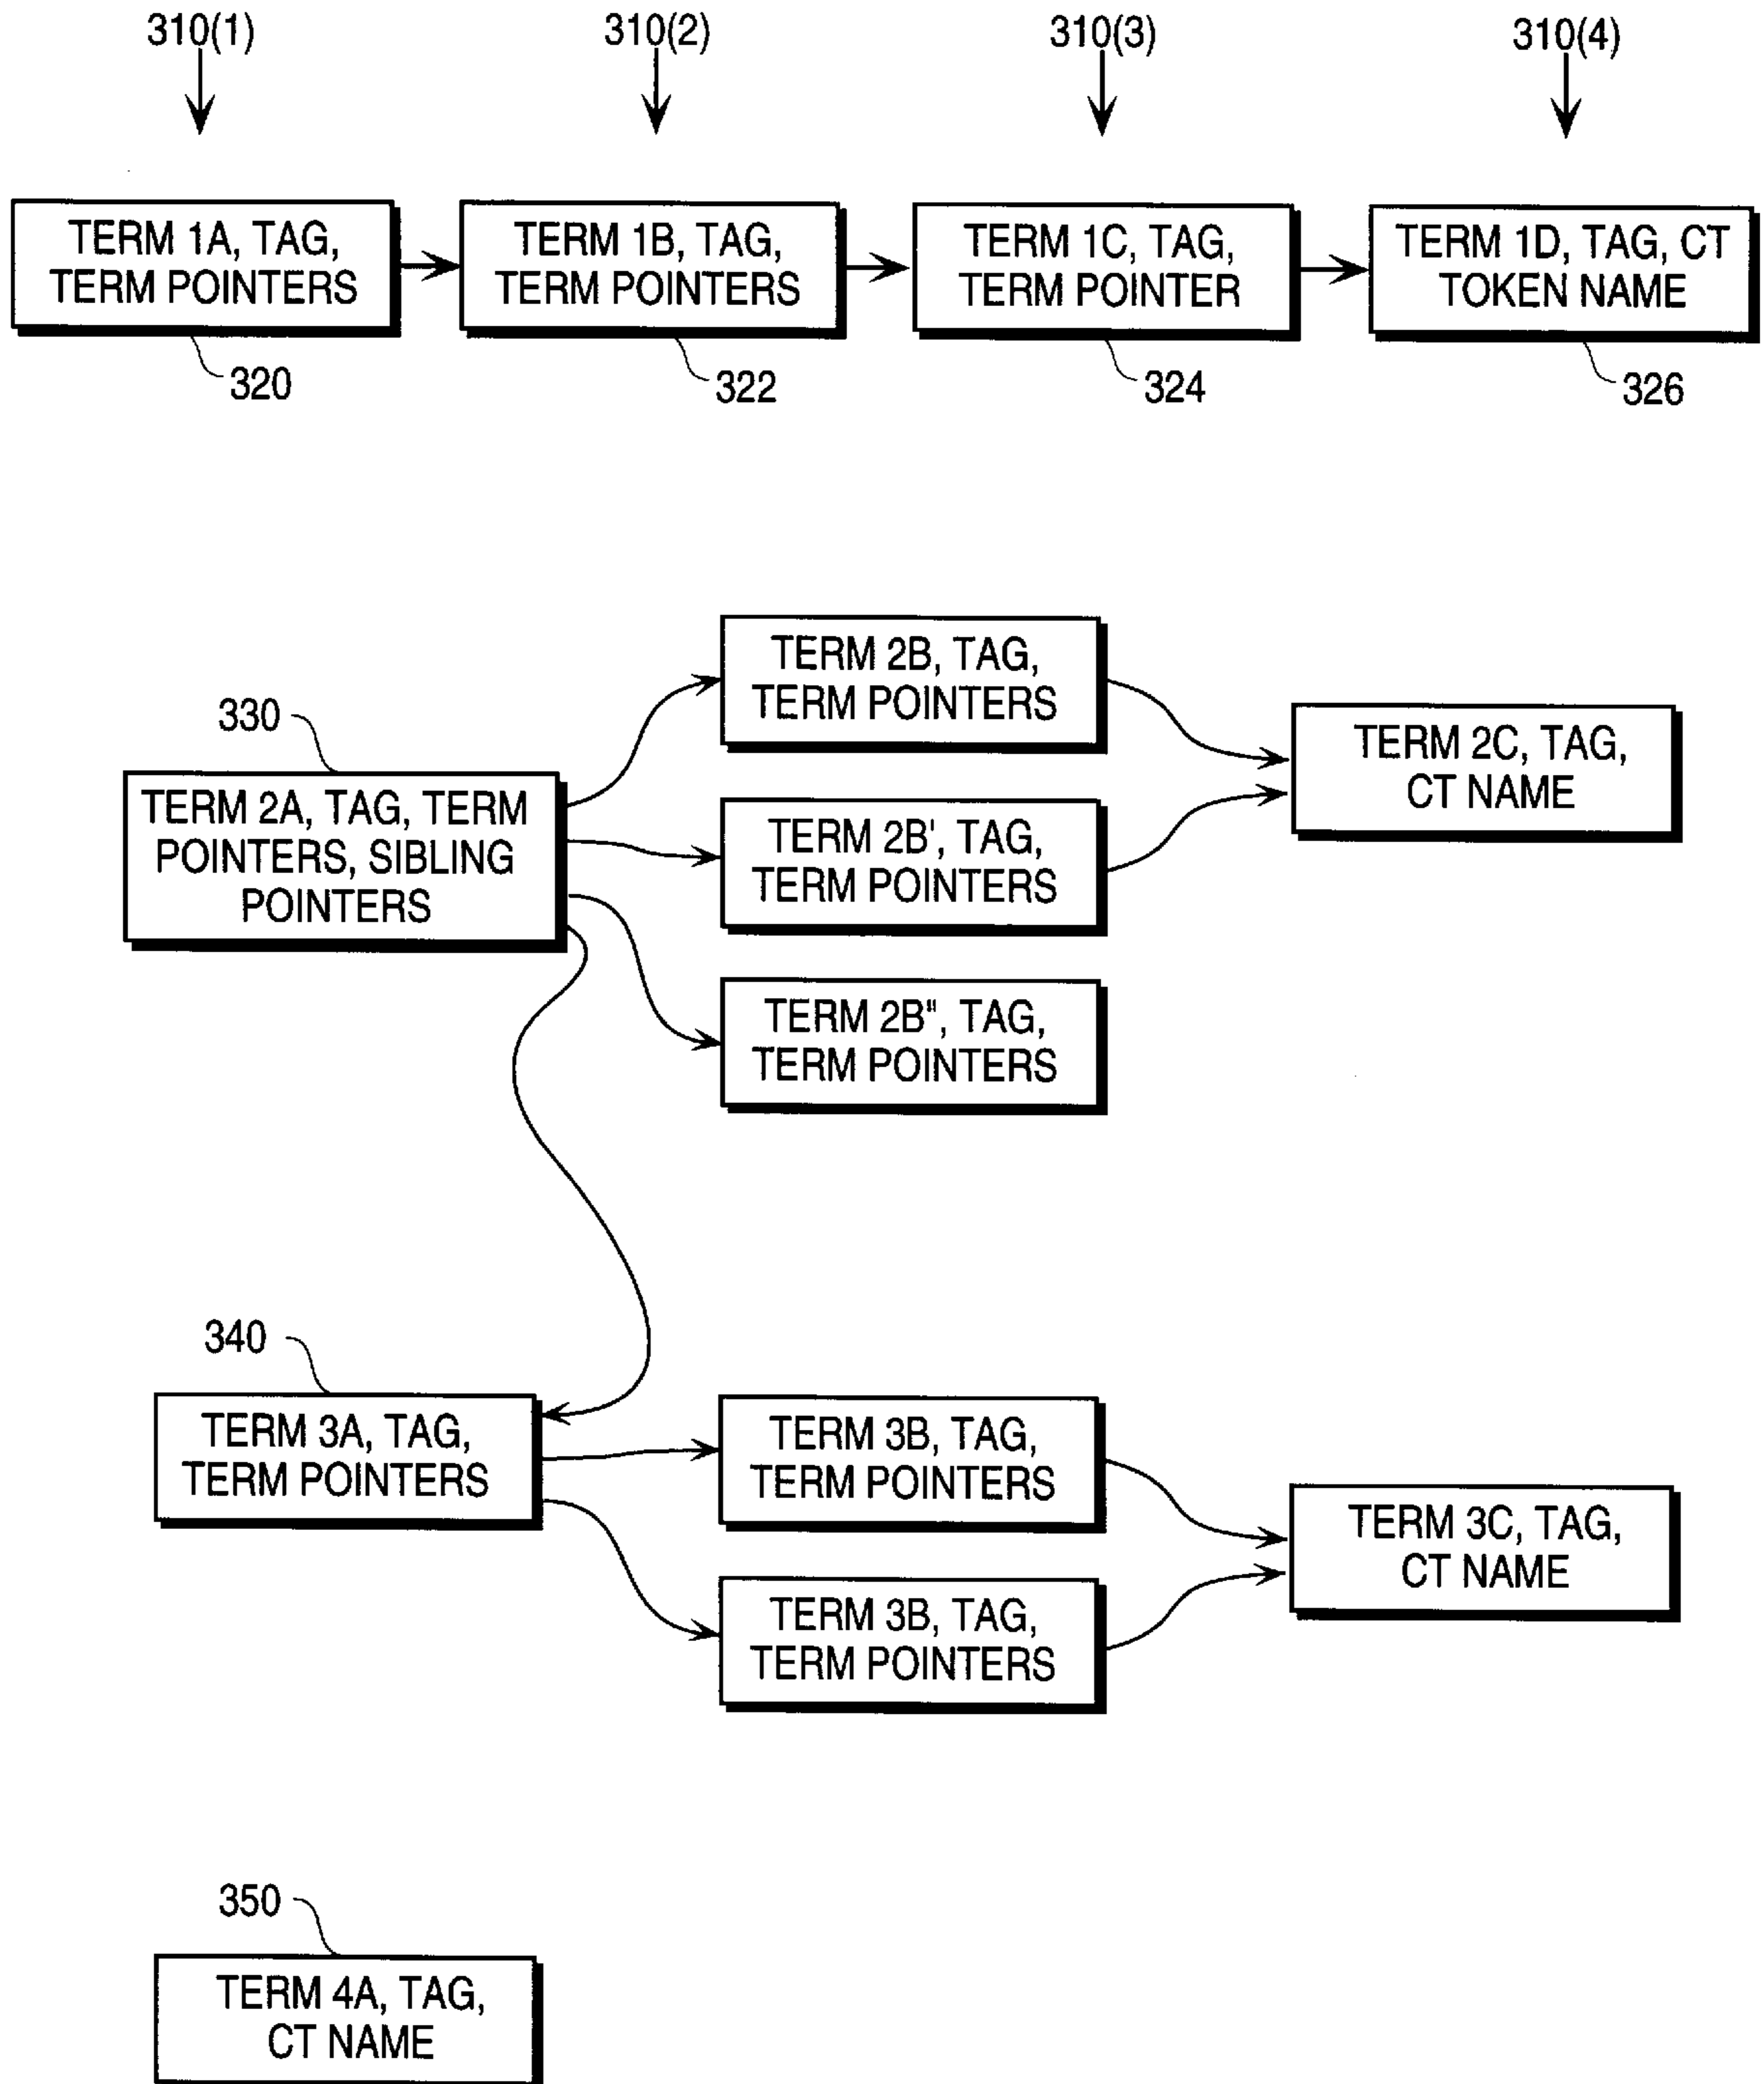 310(1)
310(2)
310(3)
310(4)
TERM 1A, TAG,
TERM POINTERS
TERM 1B, TAG,
TERM POINTERS
TERM 1C, TAG,
TERM POINTER
TERM 1D, TAG, CT
TOKEN NAME
320
322
324
326
330
TERM 2A, TAG, TERM
POINTERS, SIBLING
POINTERS
TERM 2B, TAG,
TERM POINTERS
TERM 2B', TAG,
TERM POINTERS
TERM 2B", TAG,
TERM POINTERS
TERM 2C, TAG,
CT NAME
340
TERM 3A, TAG,
TERM POINTERS
TERM 3B, TAG,
TERM POINTERS
TERM 3B, TAG,
TERM POINTERS
TERM 3C, TAG,
CT NAME
350
TERM 4A, TAG,
CT NAME